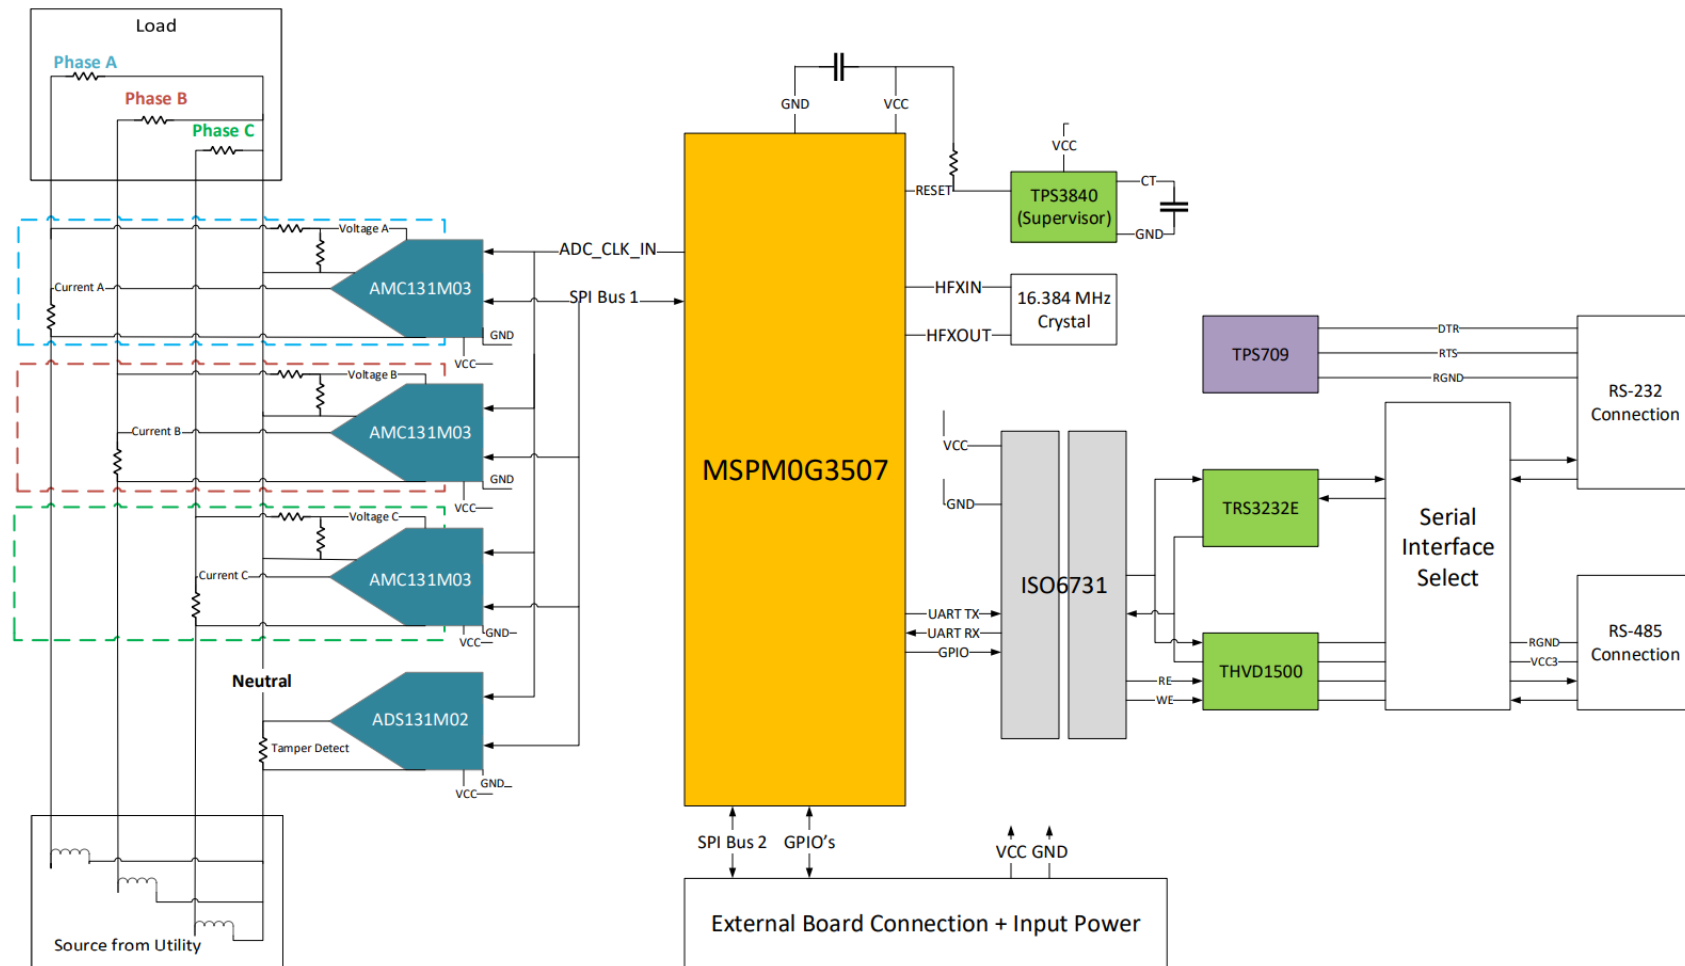 Load
Phase A
Phase B
Phase C
Voltage A
AMC131M03
Current A
GND
VCC
Voltage B
AMC131M03
Current B
GND
VCC
Voltage C
AMC131M03
Current C
GND
VCC
Neutral
ADS131M02
Tamper Detect
GND
VCC
Source from Utility
ADC_CLK_IN
SPI Bus 1
GND
VCC
MSPM0G3507
RESET
VCC
TPS3840
(Supervisor)
CT
GND
HFXIN
HFXOUT
16.384 MHz
Crystal
VCC
GND
ISO6731
UART TX
UART RX
GPIO
TPS709
DTR
RTS
RGND
RS-232
Connection
TRS3232E
Serial
Interface
Select
THVD1500
RE
WE
RGND
VCC3
RS-485
Connection
SPI Bus 2
GPIO's
VCC
GND
External Board Connection + Input Power